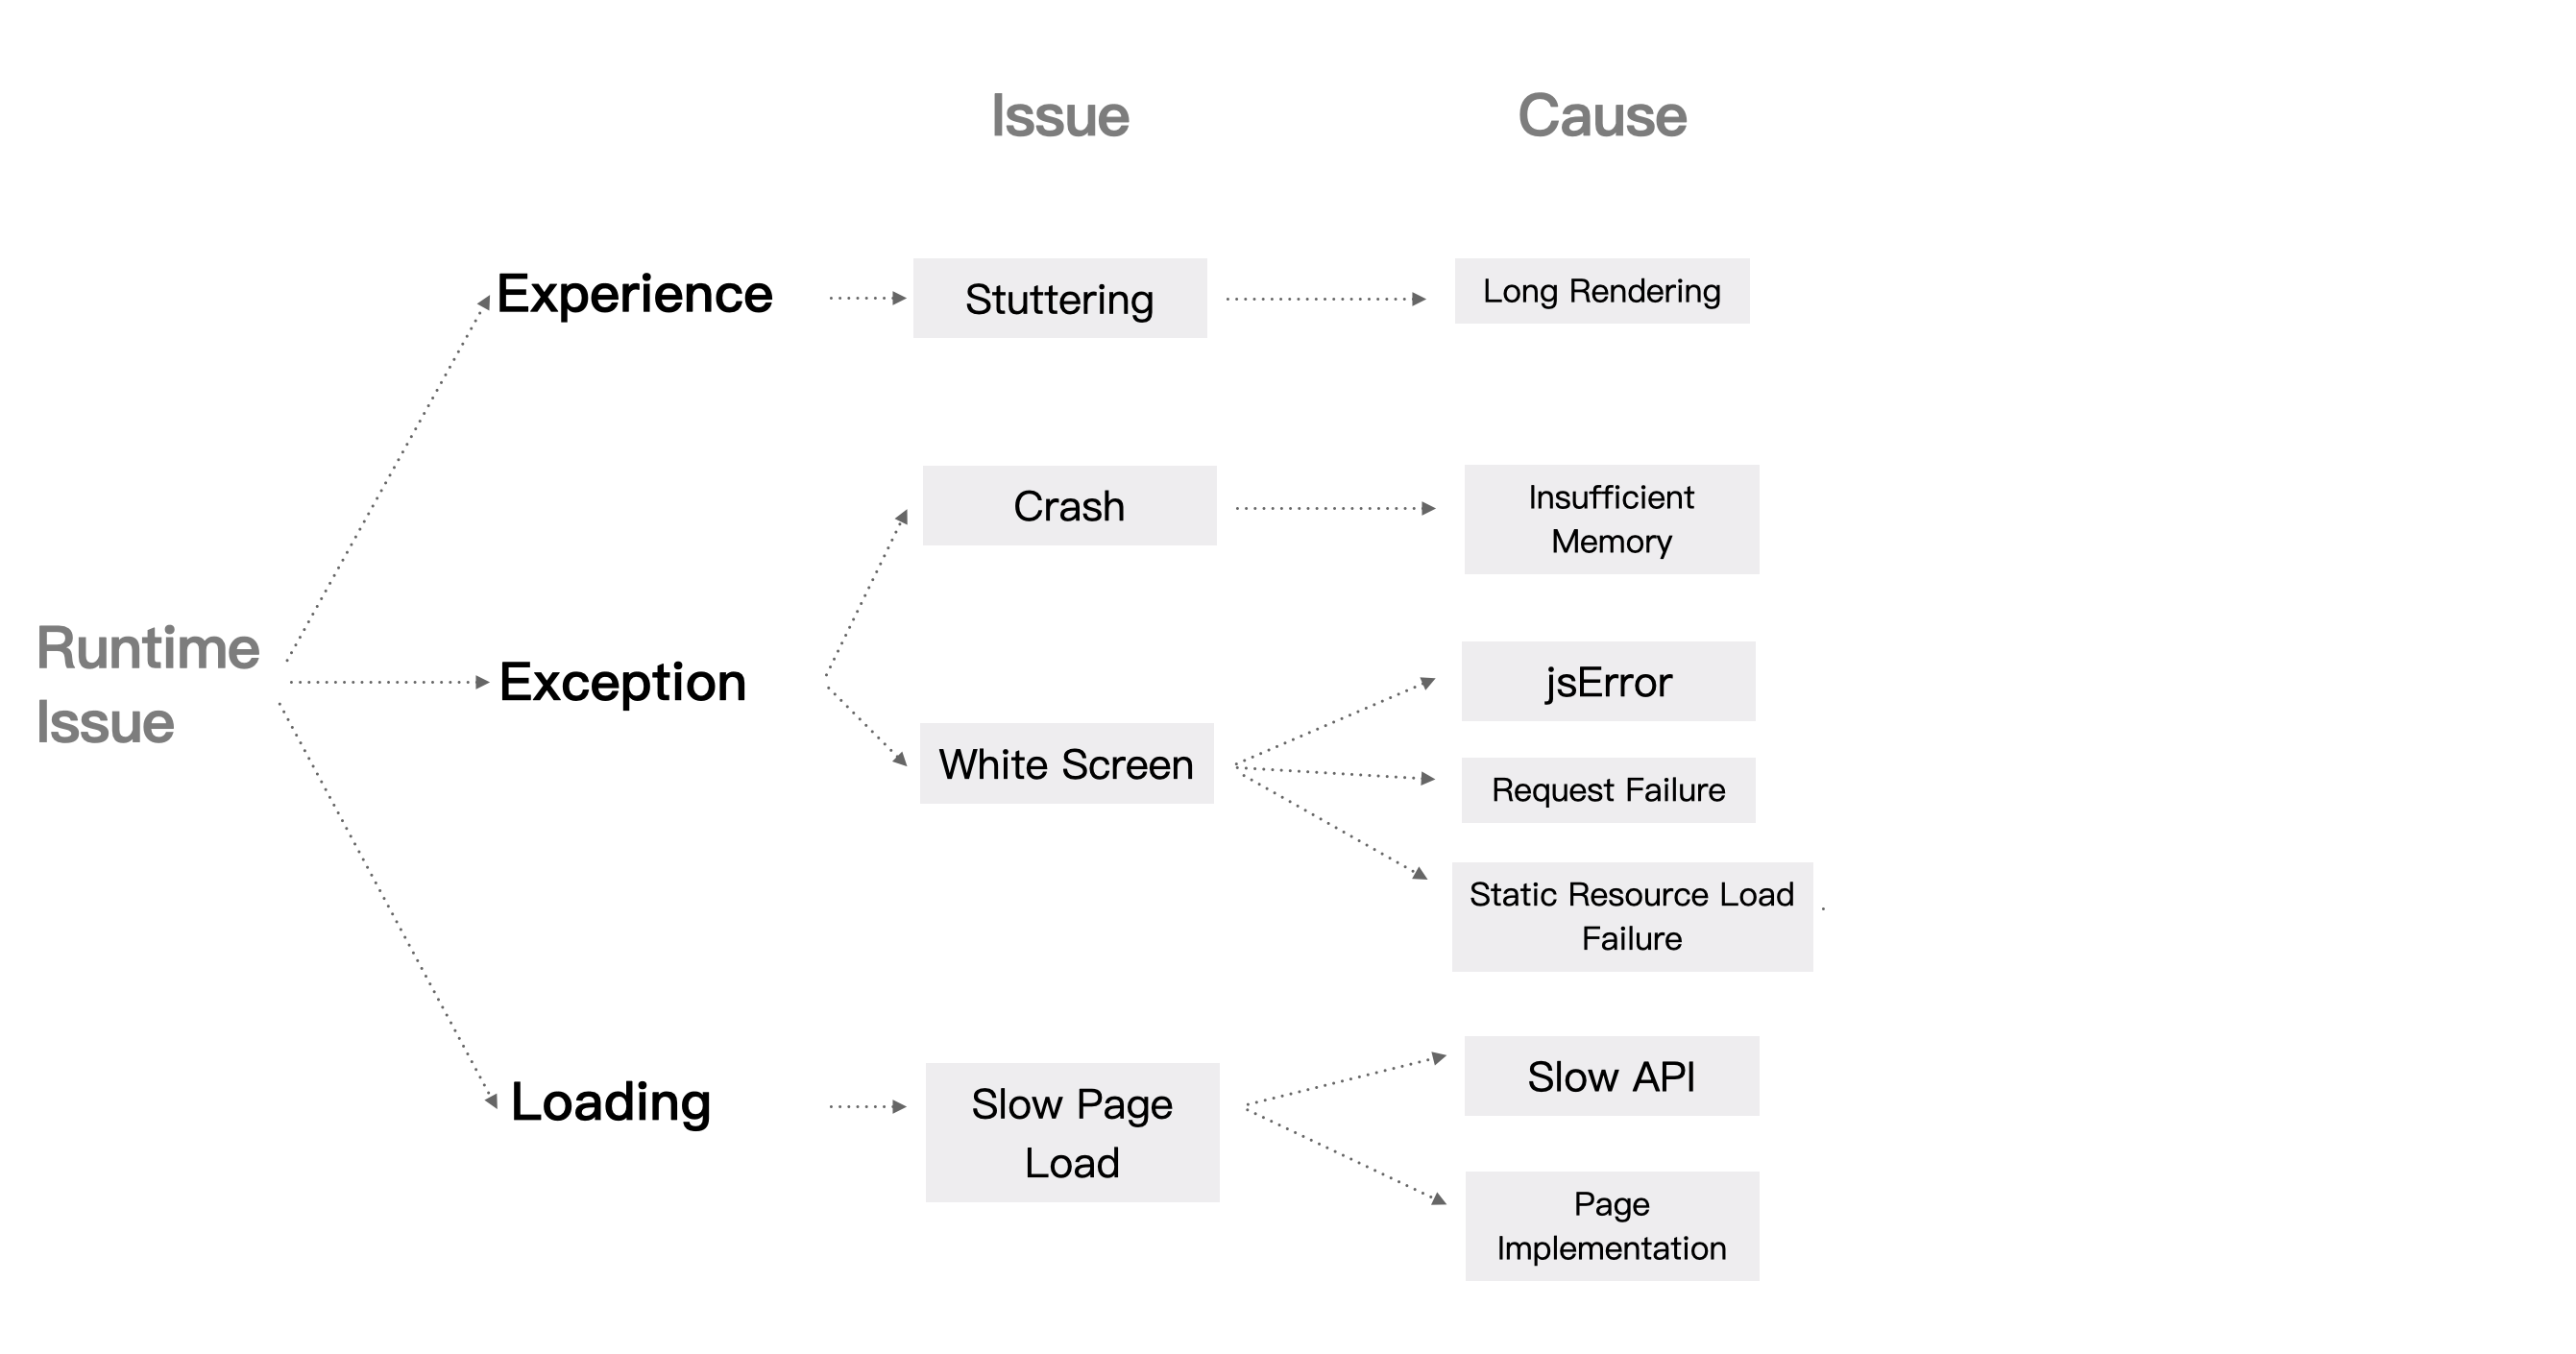 Issue
Cause
Experience
Stuttering
Long Rendering
Crash
Insufficient
Memory
Runtime
Issue
Exception
jsError
White Screen
Request Failure
Static Resource Load
Failure
Loading
Slow Page
Load
Slow API
Page
Implementation